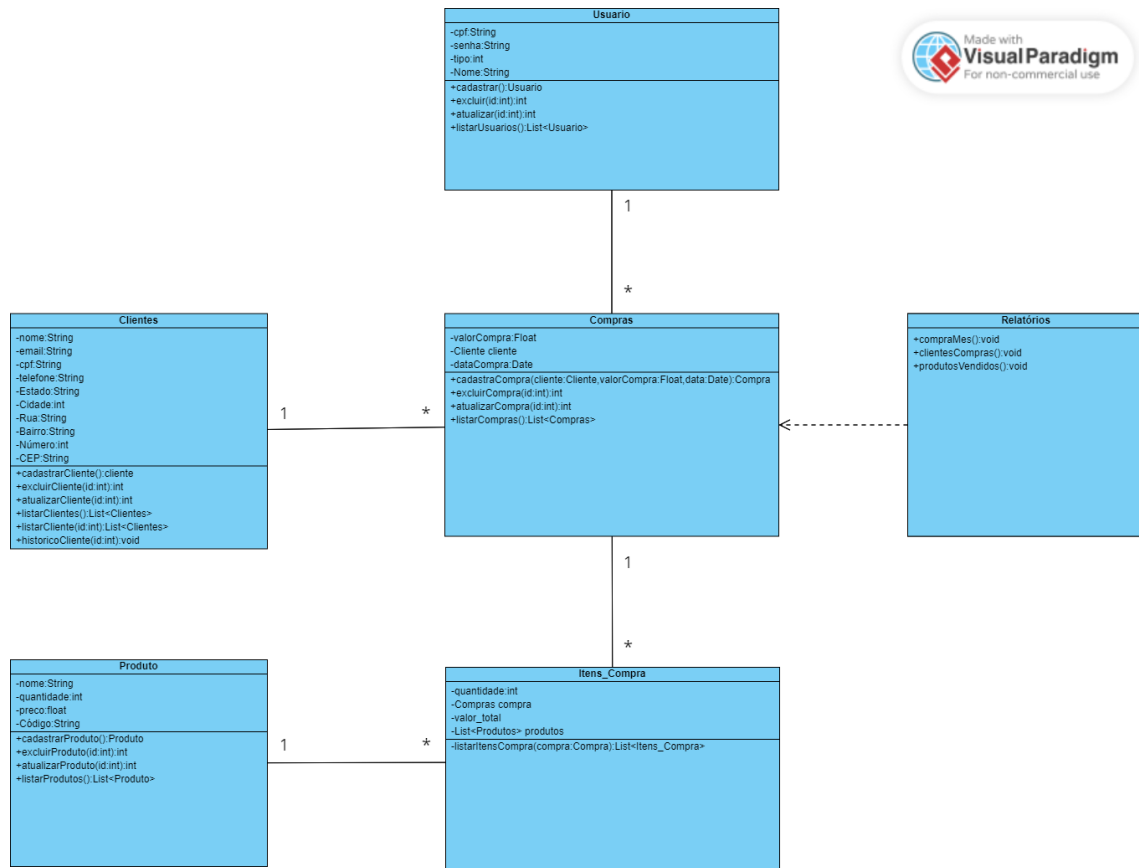 Usuario
-cpf:String
-senha:String
-tipo:int
-Nome:String
+cadastrar():Usuario
+excluir(id:int):int
+atualizar(id:int):int
+listarUsuarios():List<Usuario>
Made with
Visual Paradigm
For non-commercial use
1
*
Clientes
-nome:String
-email:String
-cpf:String
-telefone:String
-Estado:String
-Cidade:int
-Rua:String
-Bairro:String
-Número:int
-CEP:String
+cadastrarCliente():cliente
+excluirCliente(id:int):int
+atualizarCliente(id:int):int
+listarClientes():List<Clientes>
+listarCliente(id:int):List<Clientes>
+historicoCliente(id:int):void
1
*
Compras
-valorCompra:Float
-Cliente cliente
-dataCompra:Date
+cadastraCompra(cliente:Cliente,valorCompra:Float,data:Date):Compra
+excluirCompra(id:int):int
+atualizarCompra(id:int):int
+listarCompras():List<Compras>
Relatórios
+compraMes():void
+clientesCompras():void
+produtosVendidos():void
1
*
Produto
-nome:String
-quantidade:int
-preco:float
-Código:String
+cadastrarProduto():Produto
+excluirProduto(id:int):int
+atualizarProduto(id:int):int
+listarProdutos():List<Produto>
1
*
Itens_Compra
-quantidade:int
-Compras compra
-valor_total
-List<Produtos> produtos
-listarItensCompra(compra:Compra):List<Itens_Compra>